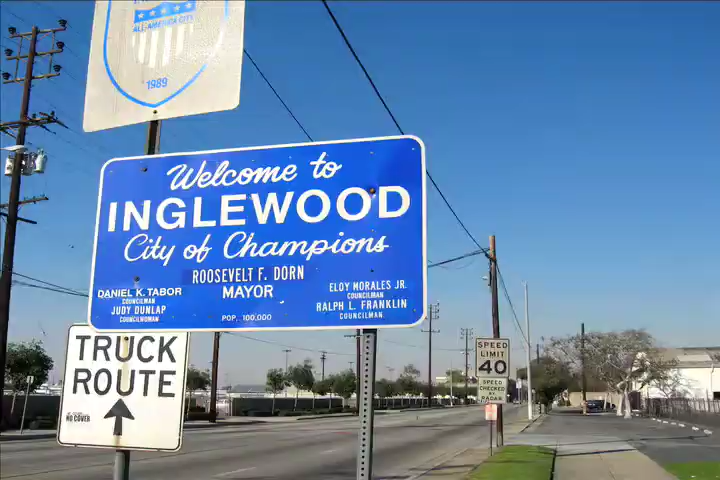 ALL-AMERICA CITY
1989
Welcome to
INGLEWOOD
City of Champions
ROOSEVELT F. DORN
MAYOR
DANIEL K. TABOR
COUNCILMAN
JUDY DUNLAP
COUNCILWOMAN
ELOY MORALES JR.
COUNCILMAN
RALPH L. FRANKLIN
COUNCILMAN
POP. 100,000
TRUCK
ROUTE
NO COVER
SPEED
LIMIT
40
SPEED
CHECKED
BY
RADAR